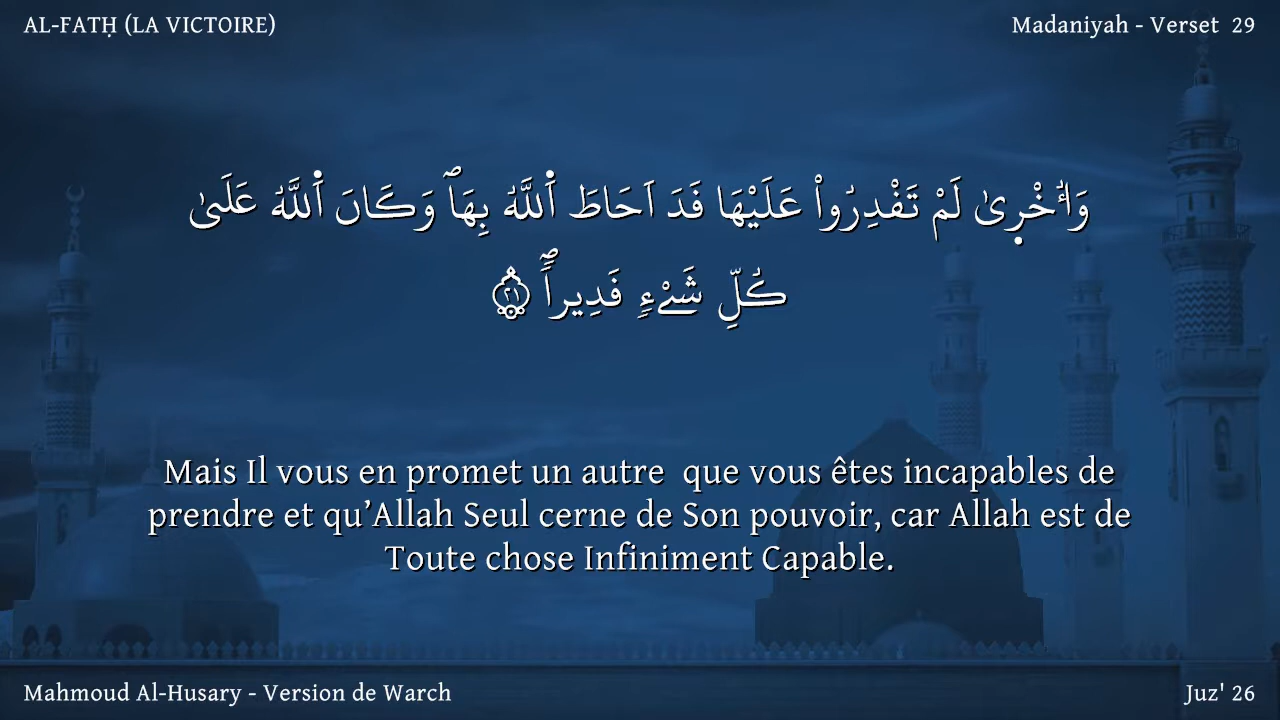 AL-FATḤ (LA VICTOIRE)
Madaniyah - Verset 29
وَأُخْر۪ىٰ لَمْ تَقْدِرُواْ عَلَيْهَا قَدَ اَحَاطَ اَ۬للَّهُ بِهَاۖ وَكَانَ اَ۬للَّهُ عَلَىٰ
كُلِّ شَےْءٖ قَدِيراٗۖ ٢١
Mais Il vous en promet un autre que vous êtes incapables de
prendre et qu’Allah Seul cerne de Son pouvoir, car Allah est de
Toute chose Infiniment Capable.
Mahmoud Al-Husary - Version de Warch
Juz' 26